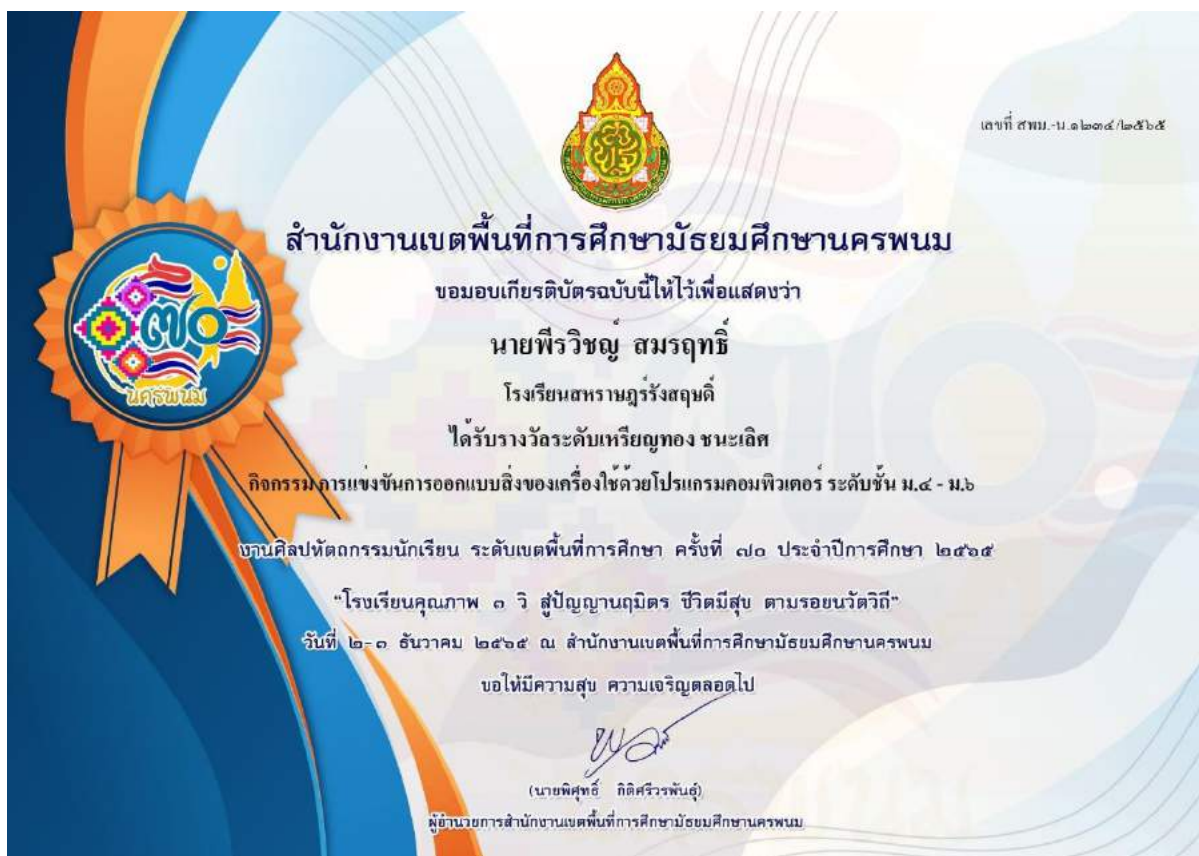 เลขที่ สพม.-น.๑๒๓๔/๒๕๖๕
สำนักงานเขตพื้นที่การศึกษามัธยมศึกษานครพนม
ขอมอบเกียรติบัตรฉบับนี้ให้ไว้เพื่อแสดงว่า
นายพีรวิชญ์ สมรฤทธิ์
โรงเรียนสหราษฎร์รังสฤษดิ์
ได้รับรางวัลระดับเหรียญทอง ชนะเลิศ
๗๐
นครพนม
กิจกรรม การแข่งขันการออกแบบสิ่งของเครื่องใช้ด้วยโปรแกรมคอมพิวเตอร์ ระดับชั้น ม.๔ - ม.๖
งานศิลปหัตถกรรมนักเรียน ระดับเขตพื้นที่การศึกษา ครั้งที่ ๗๐ ประจำปีการศึกษา ๒๕๖๕
"โรงเรียนคุณภาพ ๓ วิ สู่ปัญญานฤมิตร ชีวิตมีสุข ตามรอยนวัตวิถี"
วันที่ ๒-๓ ธันวาคม ๒๕๖๕ ณ สำนักงานเขตพื้นที่การศึกษามัธยมศึกษานครพนม
ขอให้มีความสุข ความเจริญตลอดไป
(นายพิศุทธิ์ กิติศรีวรพันธุ์)
ผู้อำนวยการสำนักงานเขตพื้นที่การศึกษามัธยมศึกษานครพนม